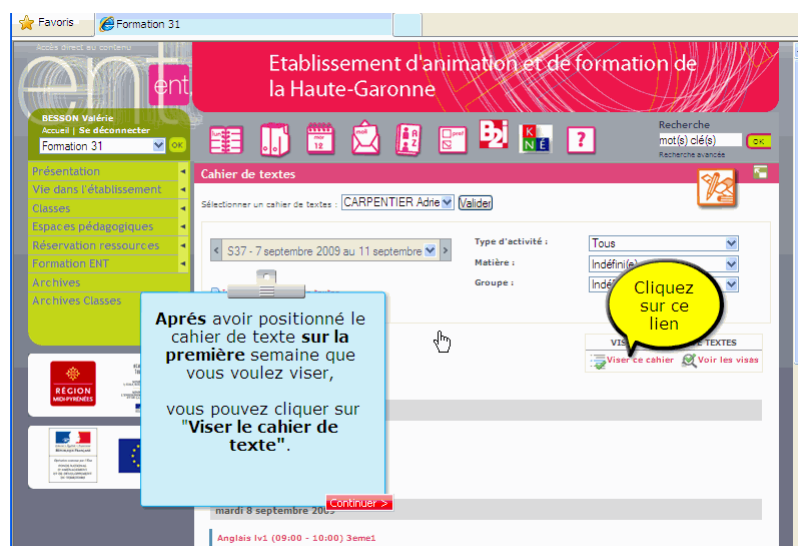 Favoris
Formation 31
Accès direct au contenu
ent
ent
Etablissement d'animation et de formation de
la Haute-Garonne
BESSON Valérie
Accueil | Se déconnecter
Formation 31
OK
mar
12
mail
A
Z
pref
B2i
K
N E
?
Recherche
mot(s) clé(s)
OK
Recherche avancée
Présentation
Vie dans l'établissement
Classes
Espaces pédagogiques
Réservation ressources
Formation ENT
Archives
Archives Classes
Cahier de textes
Sélectionner un cahier de textes : CARPENTIER Adrie Valider
S37 - 7 septembre 2009 au 11 septembre
Type d'activité :
Tous
Matière :
Indéfini(e)
Groupe :
Cliquez
sur ce
lien
Aprés avoir positionné le
cahier de texte sur la
première semaine que
vous voulez viser,
vous pouvez cliquer sur
"Viser le cahier de
texte".
Continuer >
TEXTES
Viser ce cahier
Voir les visas
RÉGION
MIDI-PYRÉNÉES
mardi 8 septembre 2009
Anglais lv1 (09:00 - 10:00) 3eme1